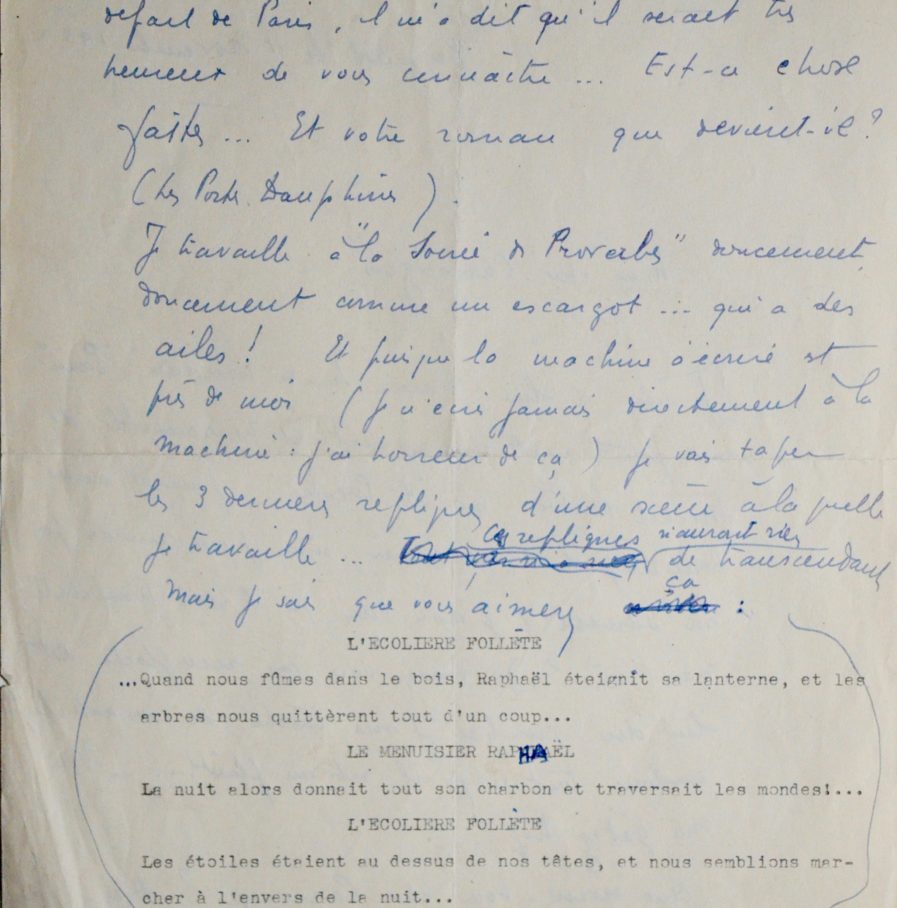 départ de Paris, il m'a dit qu'il serait très
heureux de vous connaître... Est-ce chose
faite... Et votre roman que devient-il?
(Les Porte Dauphine).
Je travaille à "la Soirée des Proverbes" doucement,
doucement comme un escargot... qui a des
ailes! Et puisque la machine à écrire est
près de moi (je n'écris jamais directement à la
machine: j'ai horreur de ça) je vais taper
les 3 dernières répliques d'une scène à laquelle
je travaille... Ces répliques n'auront rien
de transcendant
Mais je sais que vous aimerez ça :
L'ECOLIERE FOLLÈTE
...Quand nous fûmes dans le bois, Raphaël éteignit sa lanterne, et les
arbres nous quittèrent tout d'un coup...
LE MENUISIER RAPHAËL
La nuit alors donnait tout son charbon et traversait les mondes!...
L'ECOLIERE FOLLÈTE
Les étoiles étaient au dessus de nos têtes, et nous semblions mar-
cher à l'envers de la nuit...